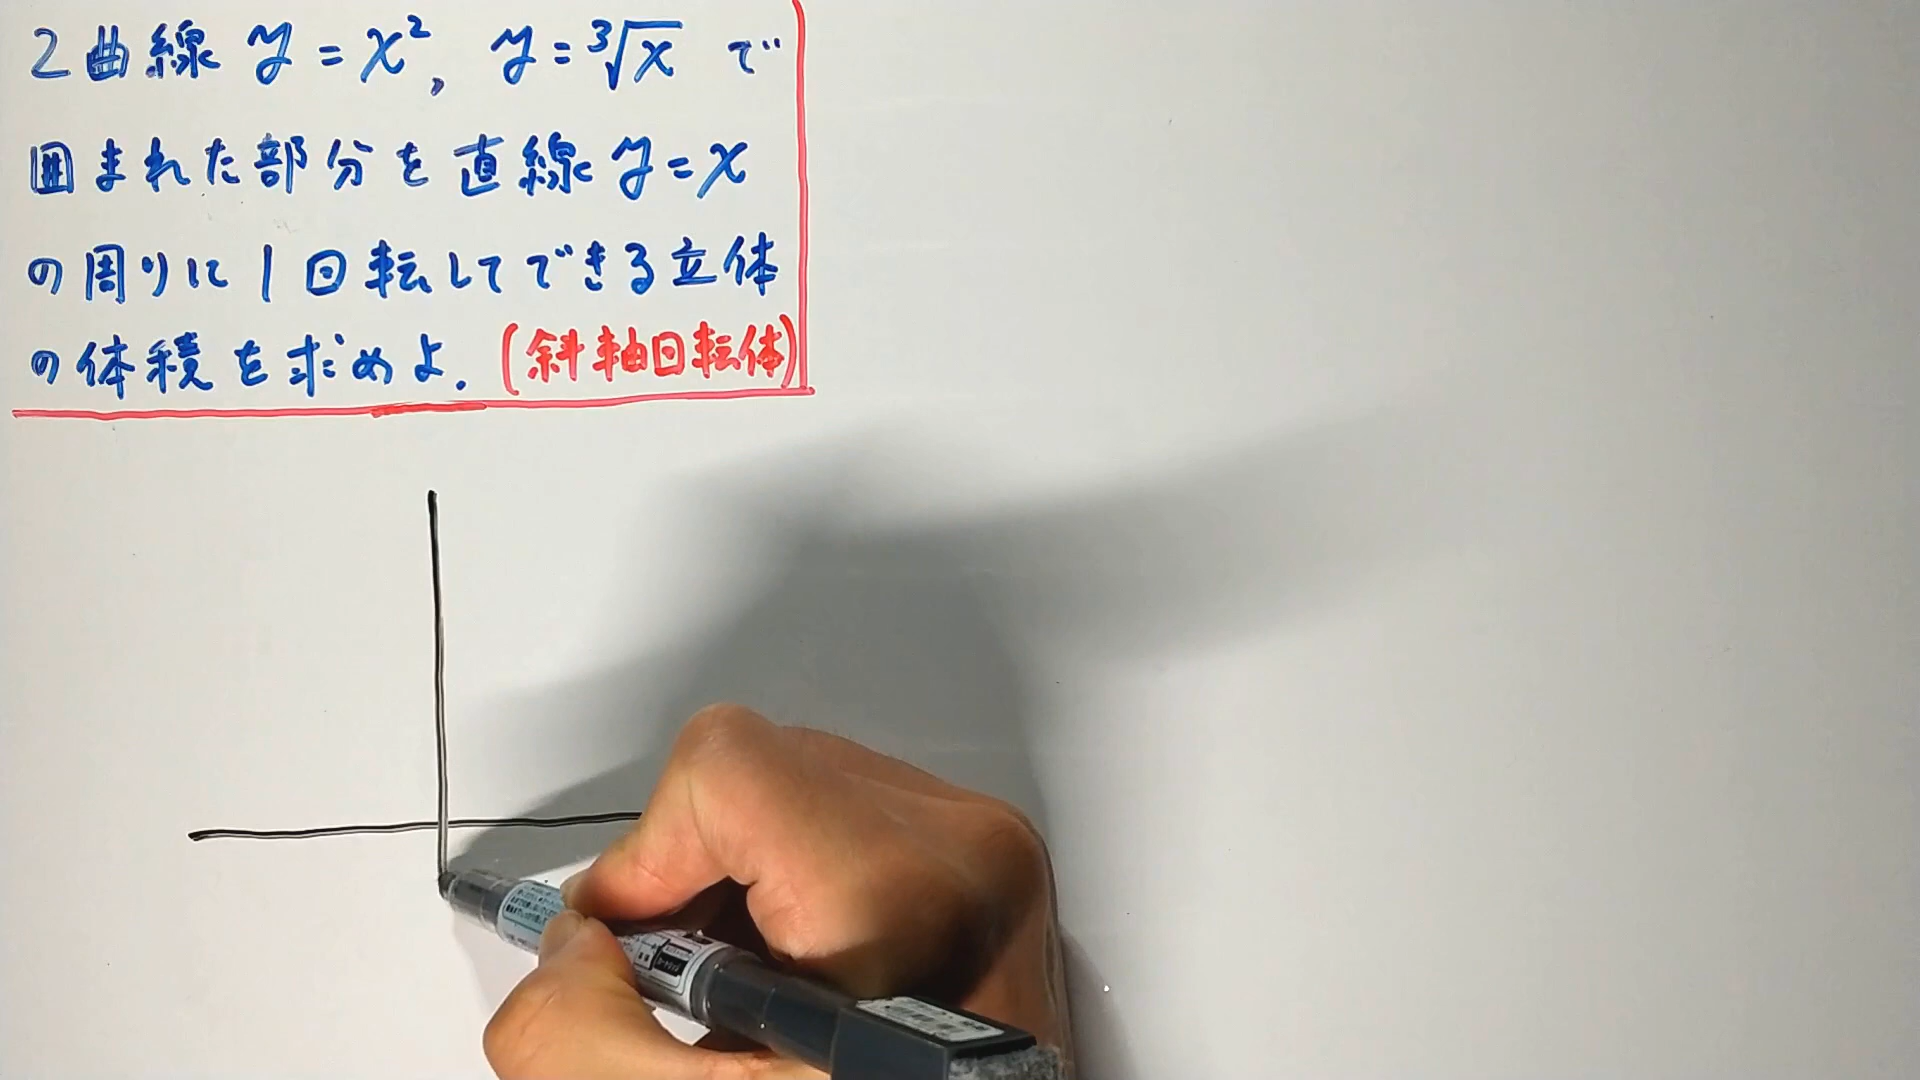 2曲線 y=x², y=³√x で
囲まれた部分を直線 y=x
の周りに1回転してできる立体
の体積を求めよ. (斜軸回転体)